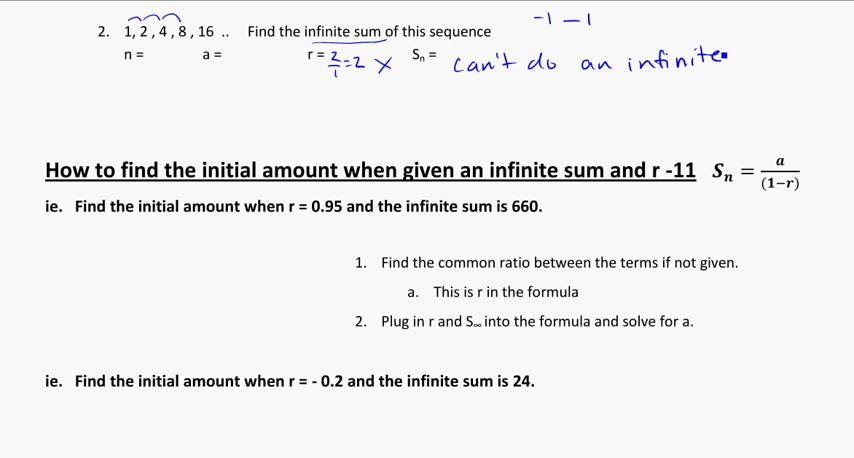 -1 - 1
2. 1, 2 , 4 , 8 , 16 .. Find the infinite sum of this sequence
n = a = r = 2/1 = 2 X Sn = can't do an infinite
How to find the initial amount when given an infinite sum and r -11 Sn = a/(1-r)
ie. Find the initial amount when r = 0.95 and the infinite sum is 660.
1. Find the common ratio between the terms if not given.
a. This is r in the formula
2. Plug in r and S∞ into the formula and solve for a.
ie. Find the initial amount when r = - 0.2 and the infinite sum is 24.